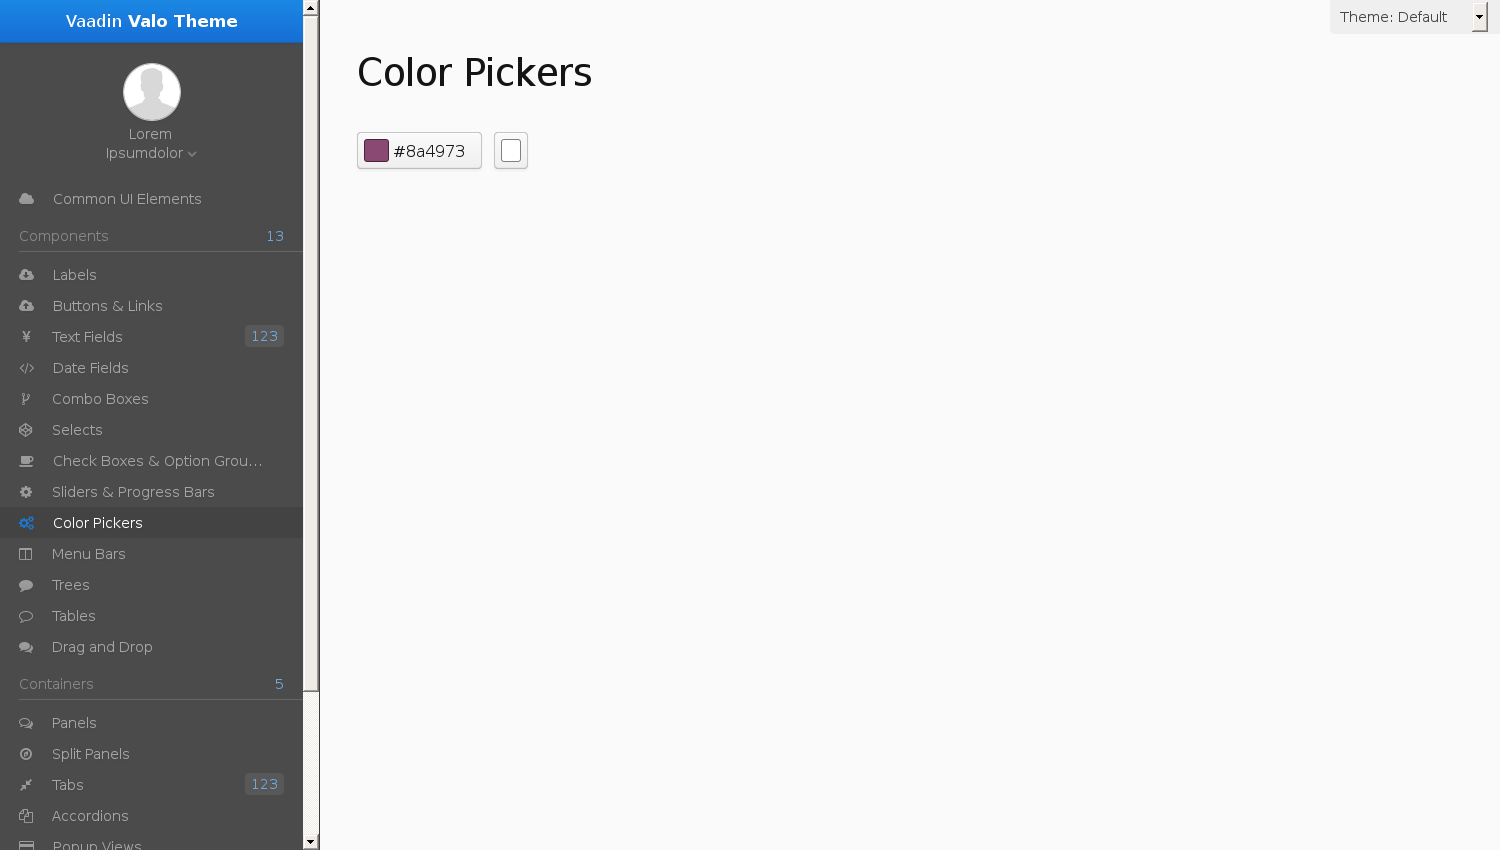 Vaadin Valo Theme
Lorem
Ipsumdolor
Common UI Elements
Components 13
Labels
Buttons & Links
Text Fields 123
Date Fields
Combo Boxes
Selects
Check Boxes & Option Grou…
Sliders & Progress Bars
Color Pickers
Menu Bars
Trees
Tables
Drag and Drop
Containers 5
Panels
Split Panels
Tabs 123
Accordions
Popup Views
Theme: Default
Color Pickers
#8a4973